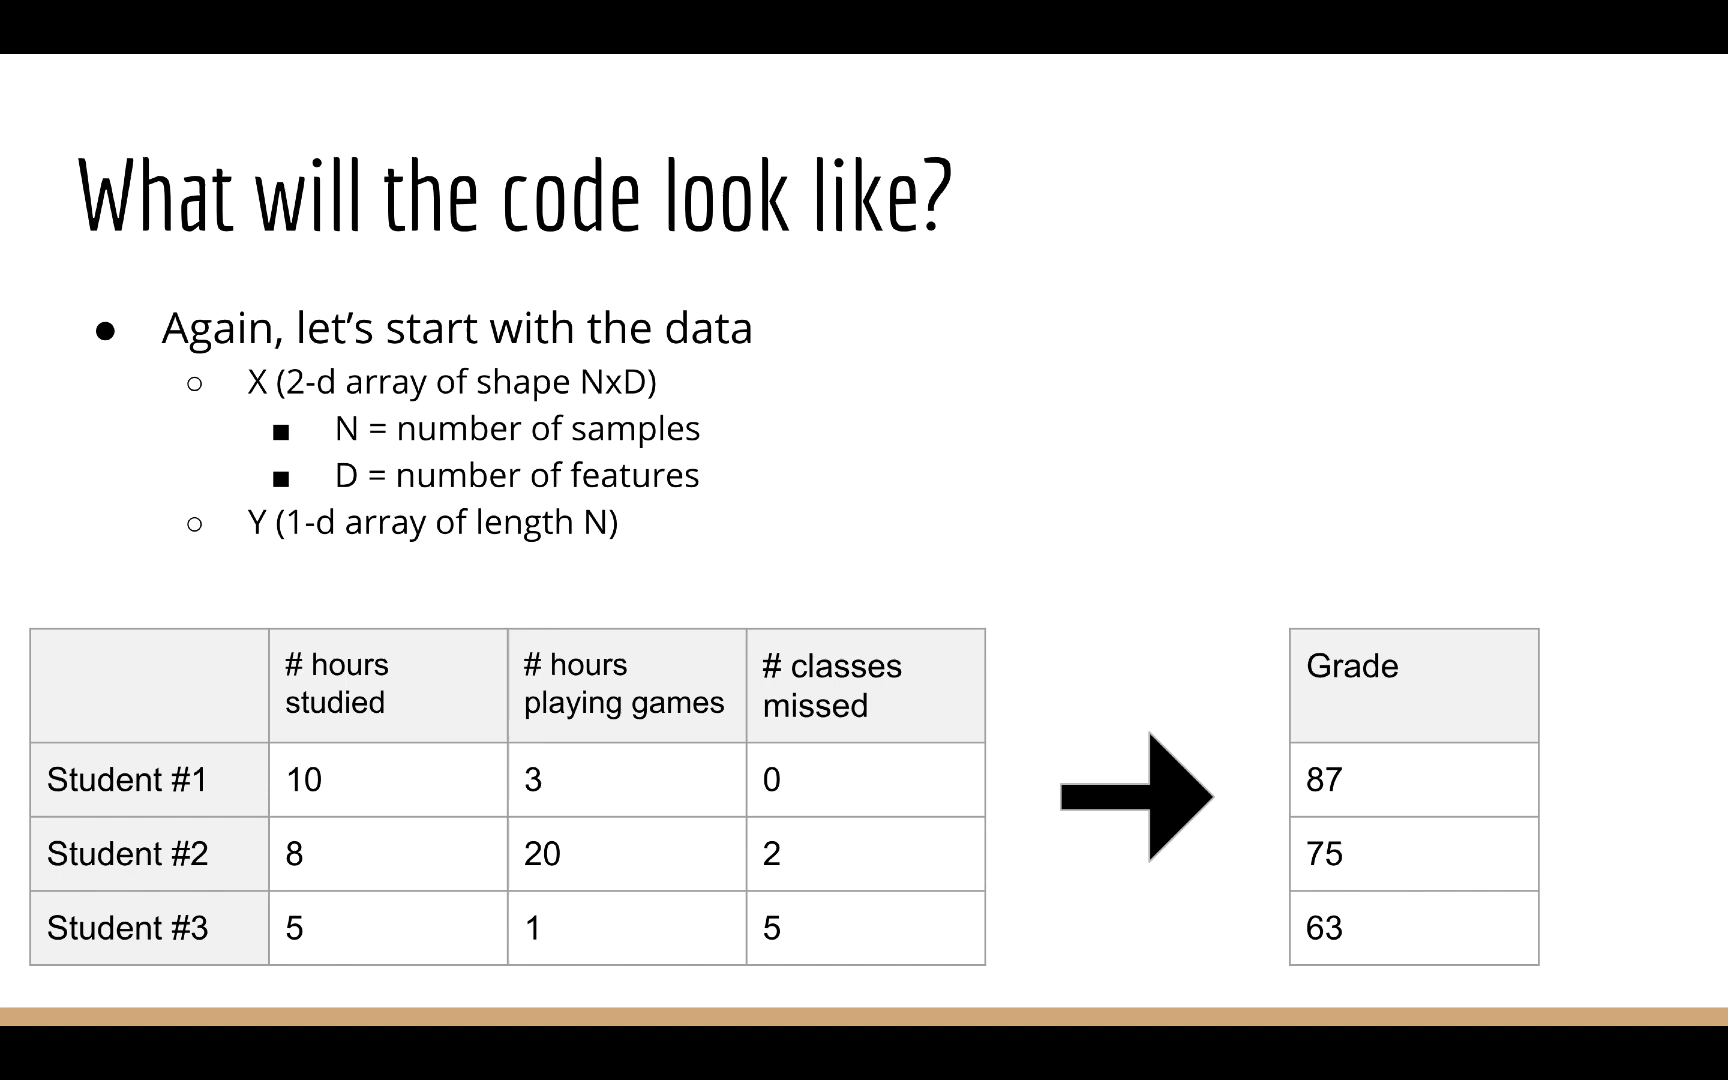 What will the code look like?
● Again, let’s start with the data
○ X (2-d array of shape NxD)
■ N = number of samples
■ D = number of features
○ Y (1-d array of length N)
# hours studied # hours playing games # classes missed Grade
Student #1 10 3 0 87
Student #2 8 20 2 75
Student #3 5 1 5 63